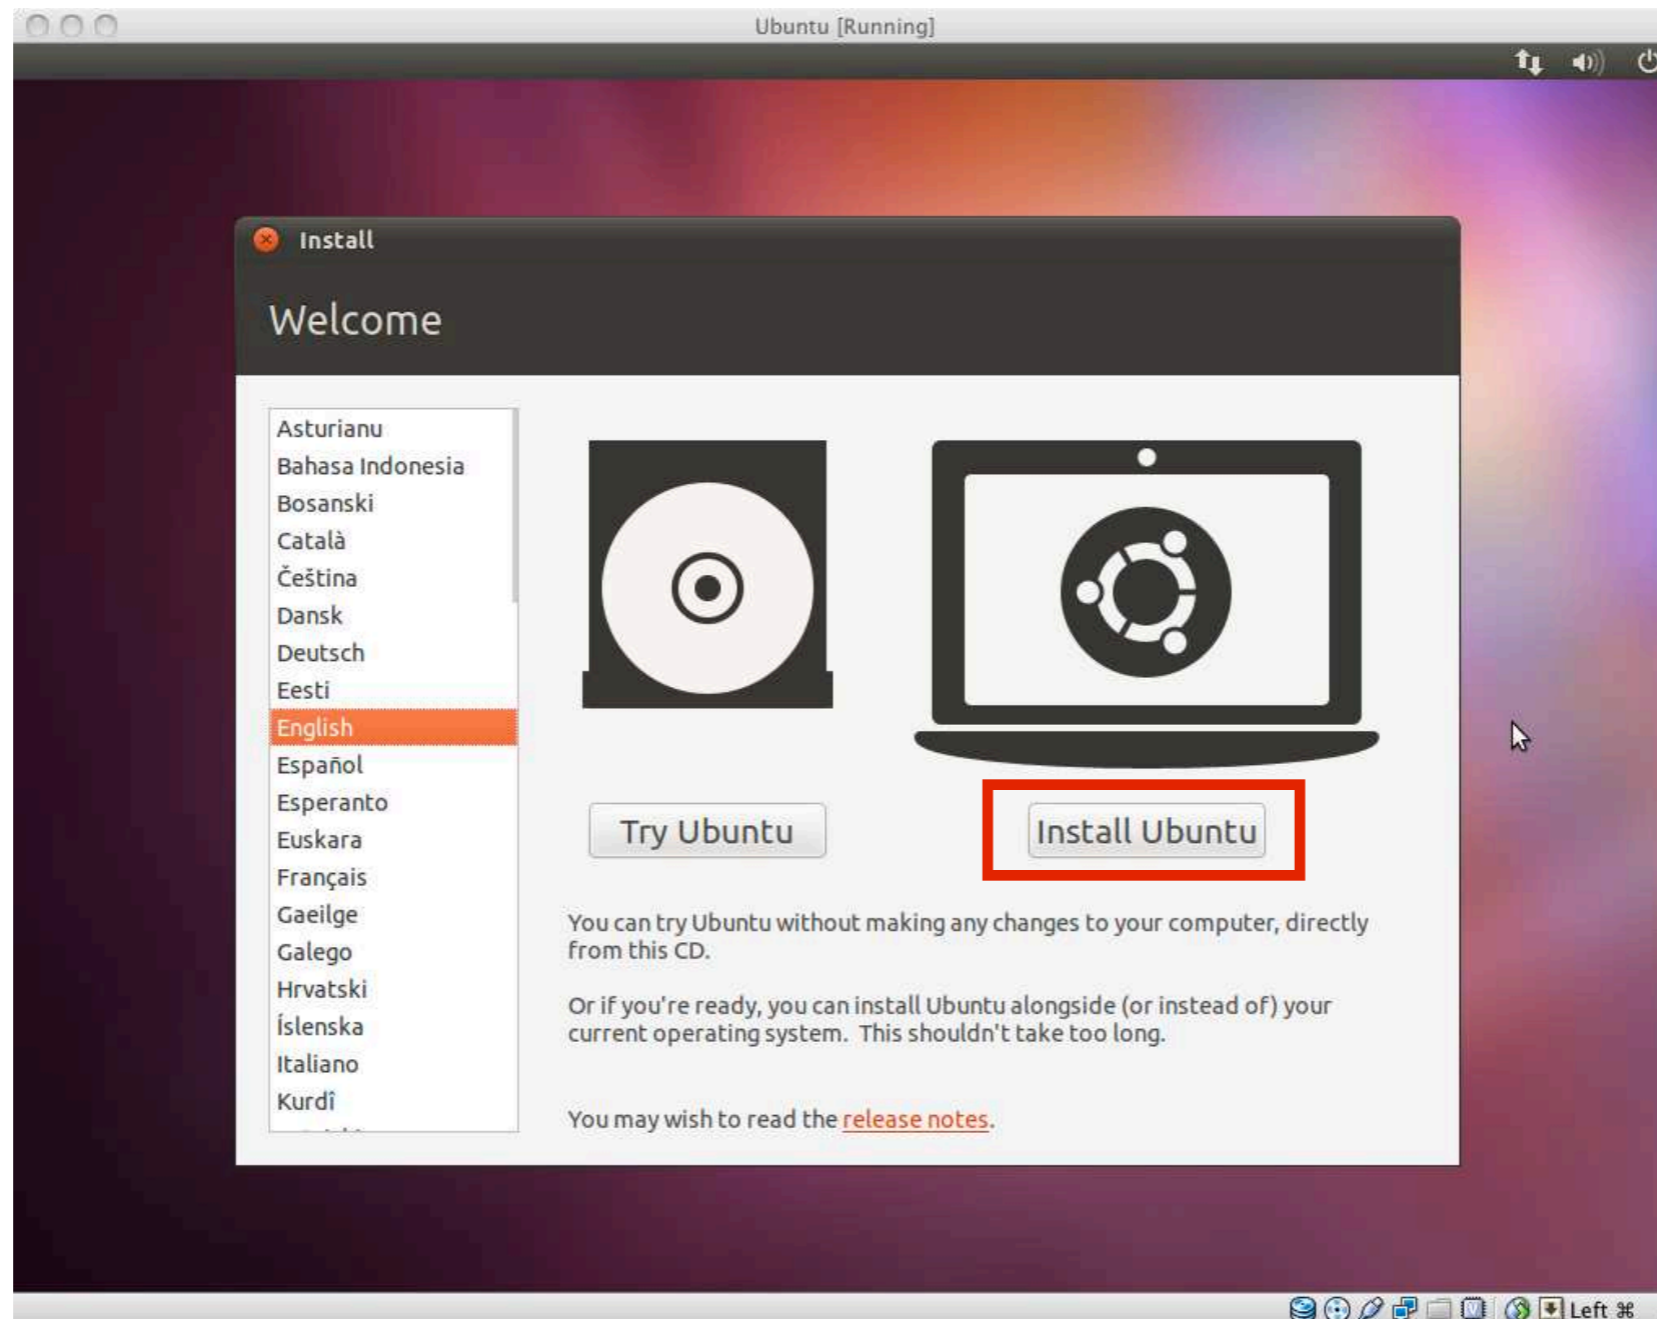 Ubuntu [Running]
Install
Welcome
Asturianu
Bahasa Indonesia
Bosanski
Català
Čeština
Dansk
Deutsch
Eesti
English
Español
Esperanto
Euskara
Français
Gaeilge
Galego
Hrvatski
Íslenska
Italiano
Kurdî
Try Ubuntu
Install Ubuntu
You can try Ubuntu without making any changes to your computer, directly
from this CD.
Or if you're ready, you can install Ubuntu alongside (or instead of) your
current operating system. This shouldn't take too long.
You may wish to read the release notes.
Left ⌘